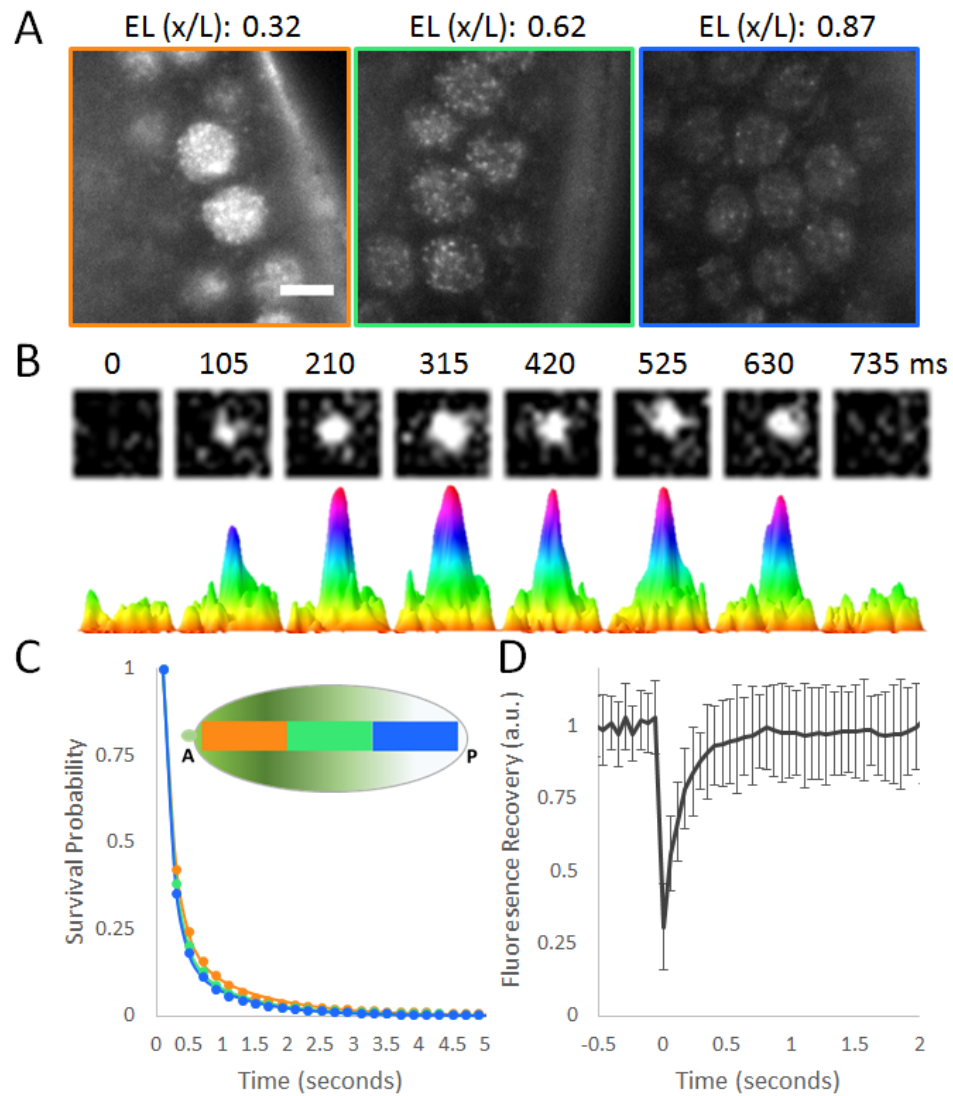 A
EL (x/L): 0.32 EL (x/L): 0.62 EL (x/L): 0.87
B
0 105 210 315 420 525 630 735 ms
C
Survival Probability
1
0.75
0.5
0.25
0
A P
0 0.5 1 1.5 2 2.5 3 3.5 4 4.5 5
Time (seconds)
D
Fluoresence Recovery (a.u.)
1
0.75
0.5
0.25
0
-0.5 0 0.5 1 1.5 2
Time (seconds)